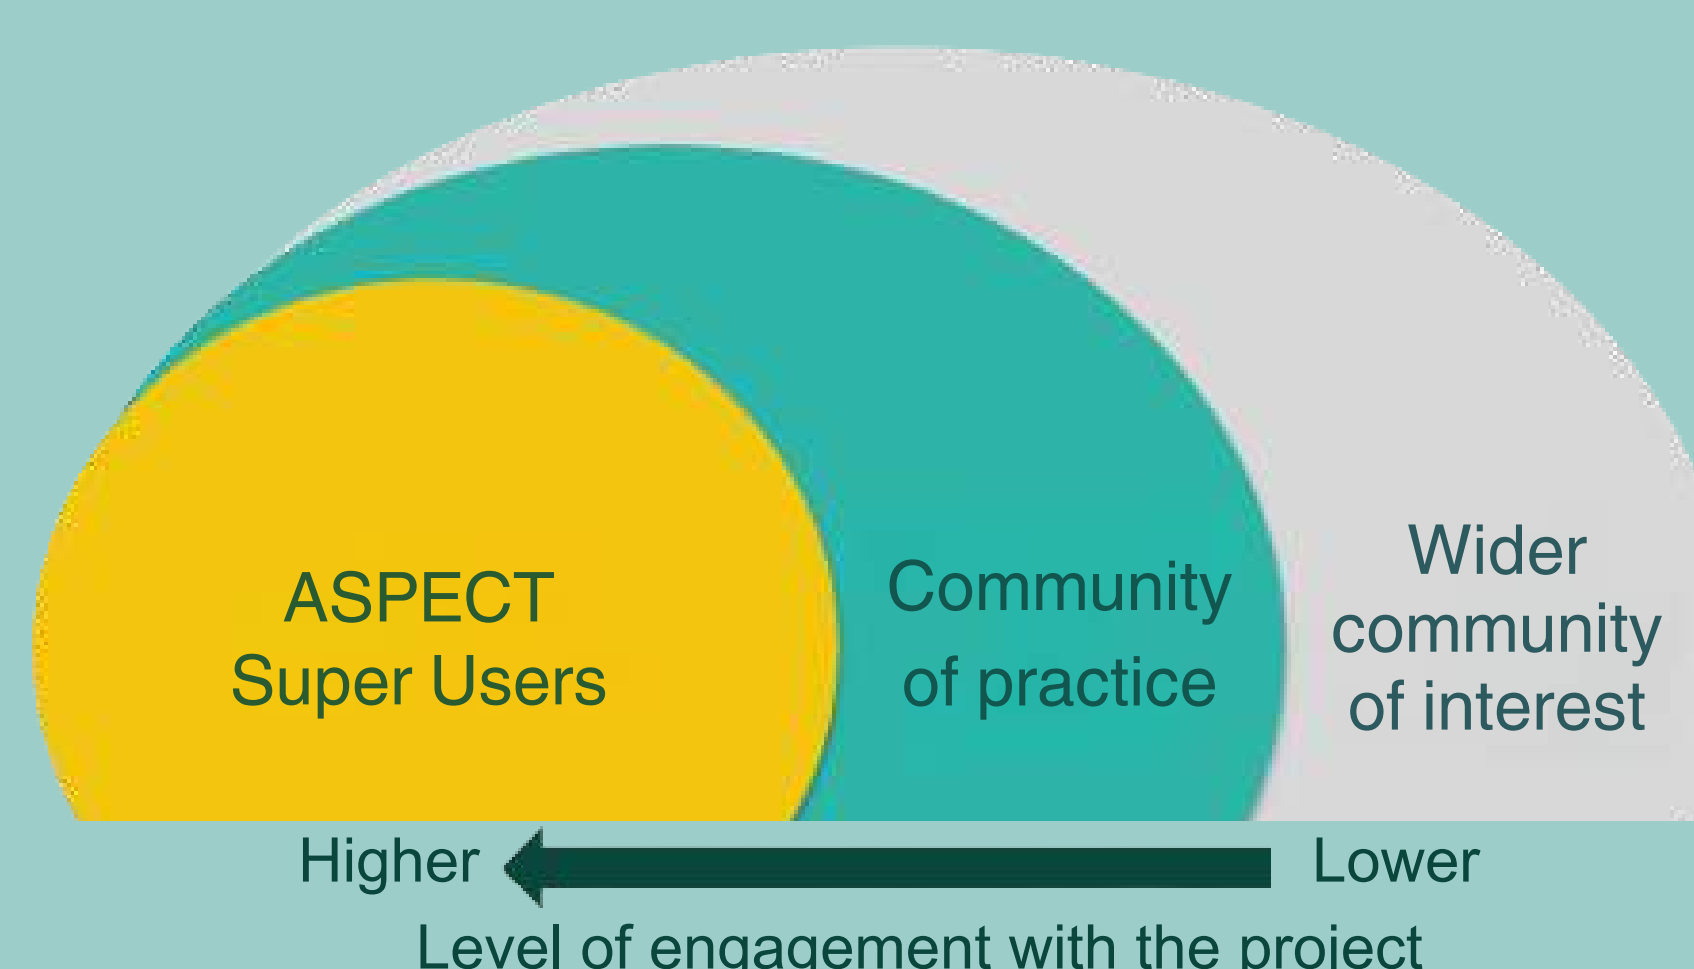 ASPECT
Super Users
Community
of practice
Wider
community
of interest
Higher
Lower
Level of engagement with the project